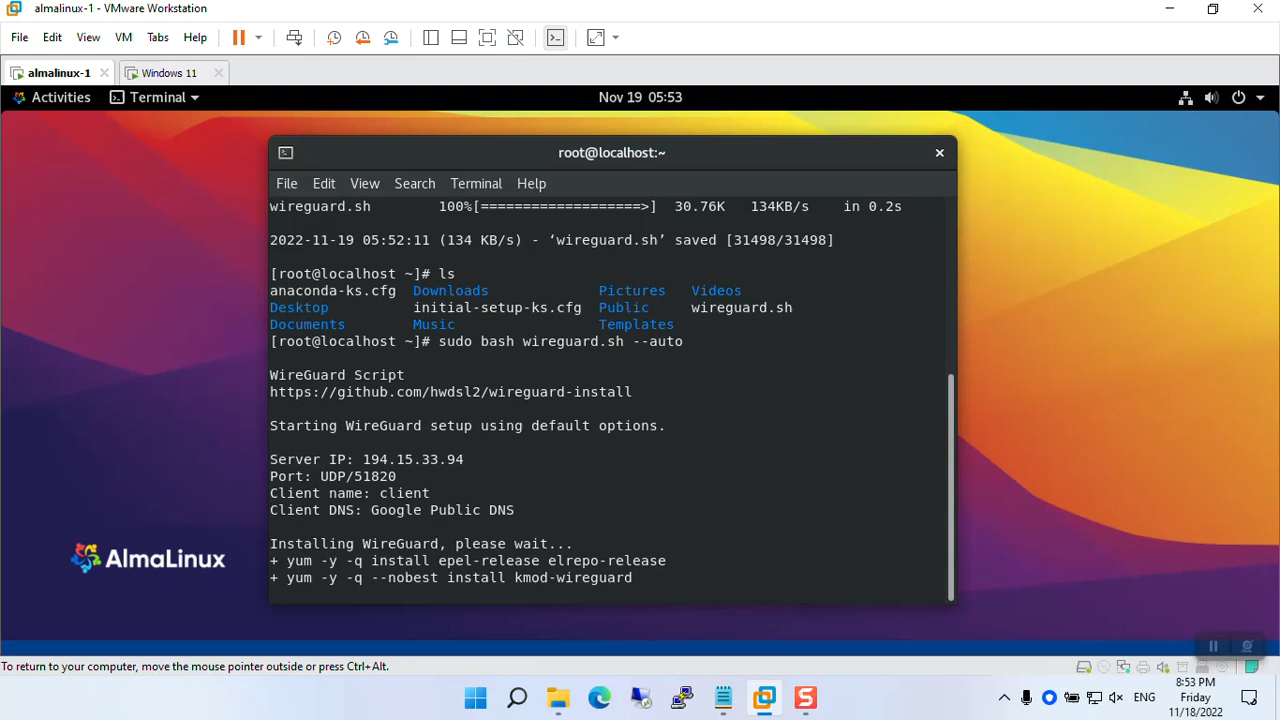 almalinux-1 - VMware Workstation
File Edit View VM Tabs Help
almalinux-1 Windows 11
Activities Terminal Nov 19 05:53
root@localhost:~
File Edit View Search Terminal Help
wireguard.sh 100%[===================>] 30.76K 134KB/s in 0.2s
2022-11-19 05:52:11 (134 KB/s) - ‘wireguard.sh’ saved [31498/31498]
[root@localhost ~]# ls
anaconda-ks.cfg Downloads Pictures Videos
Desktop initial-setup-ks.cfg Public wireguard.sh
Documents Music Templates
[root@localhost ~]# sudo bash wireguard.sh --auto
WireGuard Script
https://github.com/hwdsl2/wireguard-install
Starting WireGuard setup using default options.
Server IP: 194.15.33.94
Port: UDP/51820
Client name: client
Client DNS: Google Public DNS
Installing WireGuard, please wait...
+ yum -y -q install epel-release elrepo-release
+ yum -y -q --nobest install kmod-wireguard
AlmaLinux
To return to your computer, move the mouse pointer outside or press Ctrl+Alt.
S
ENG
8:53 PM
Friday
11/18/2022